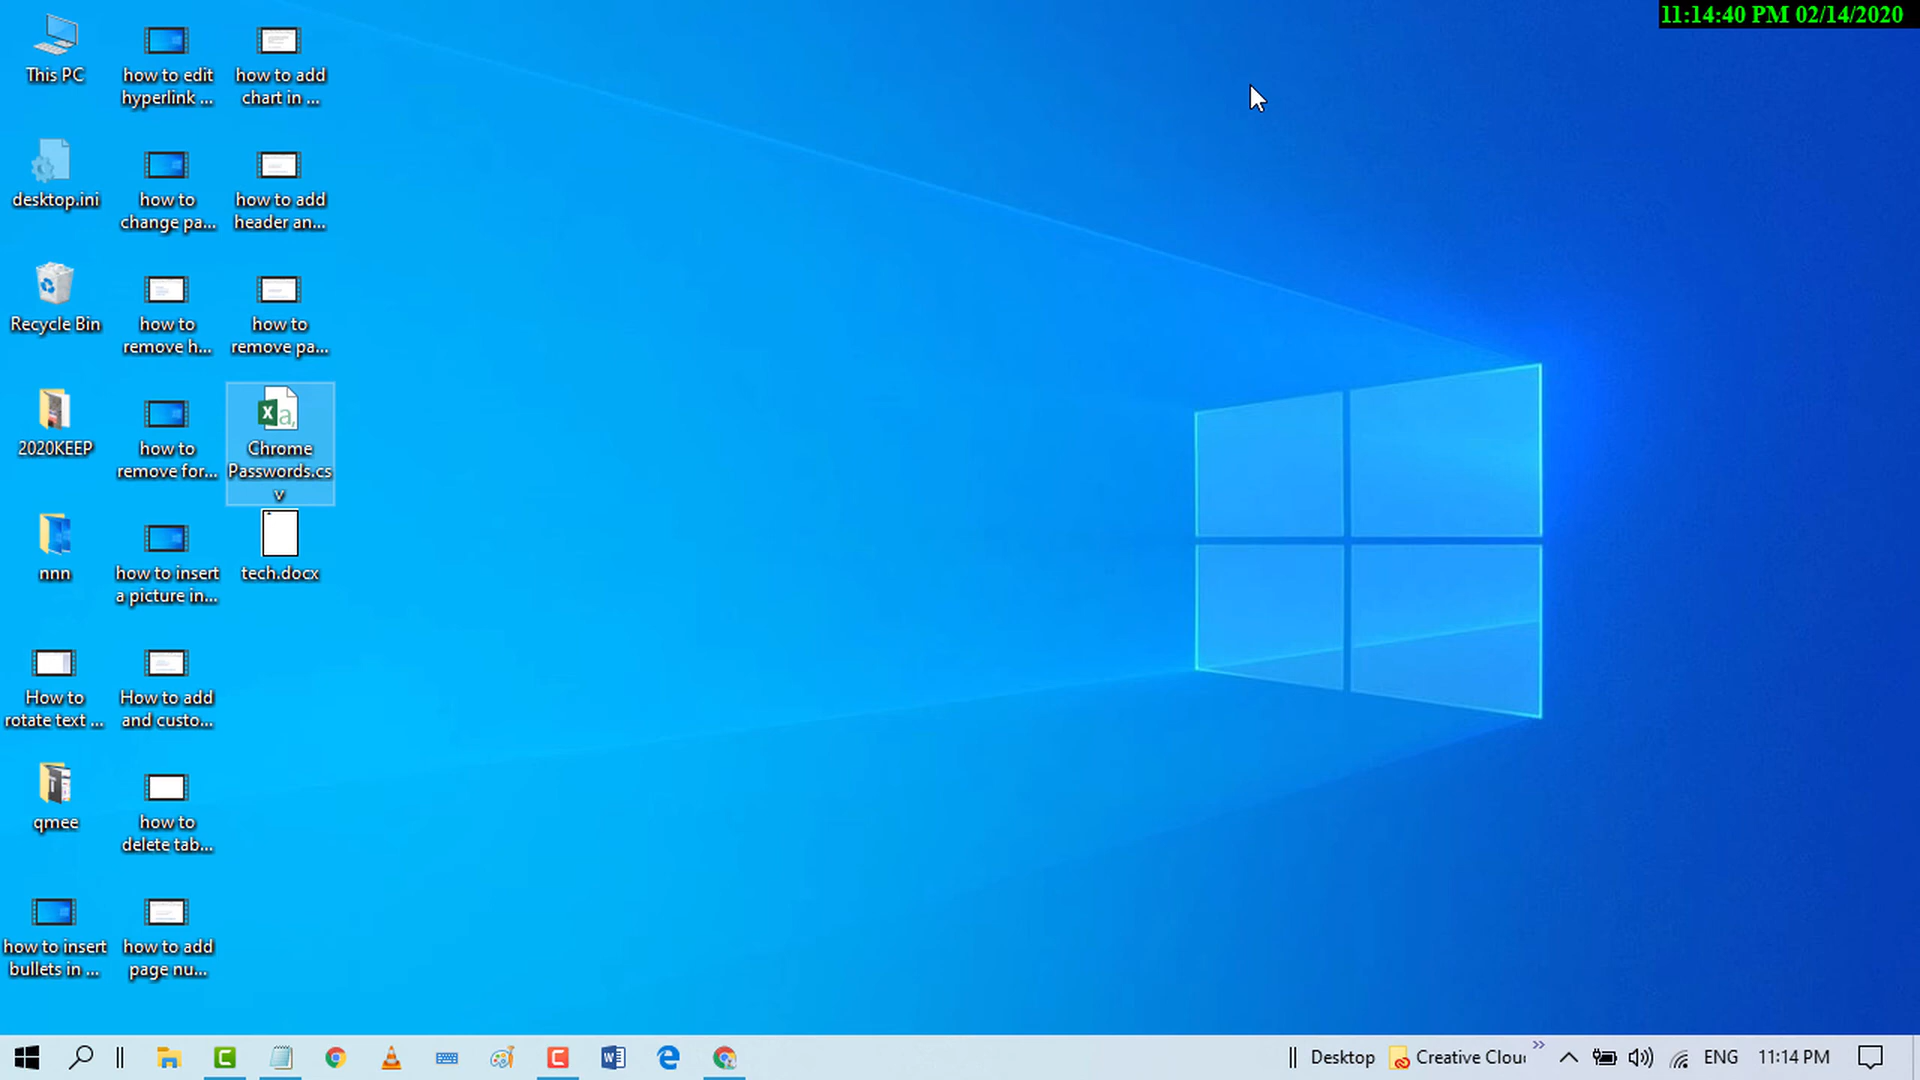 11:14:40 PM 02/14/2020
This PC
how to edit
hyperlink ...
how to add
chart in ...
desktop.ini
how to
change pa...
how to add
header an...
Recycle Bin
how to
remove h...
how to
remove pa...
2020KEEP
how to
remove for...
Chrome
Passwords.cs
v
nnn
how to insert
a picture in...
tech.docx
How to
rotate text ...
How to add
and custo...
qmee
how to
delete tab...
how to insert
bullets in ...
how to add
page nu...
Desktop
Creative Clou
ENG
11:14 PM